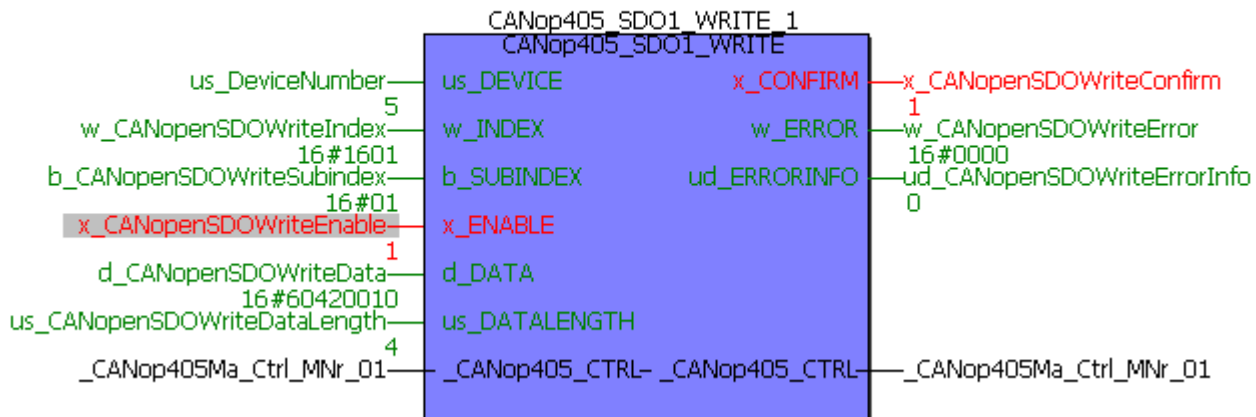 CANop405_SDO1_WRITE_1
CANop405_SDO1_WRITE
us_DeviceNumber us_DEVICE x_CONFIRM x_CANopenSDOWriteConfirm
5 1
w_CANopenSDOWriteIndex w_INDEX w_ERROR w_CANopenSDOWriteError
16#1601 16#0000
b_CANopenSDOWriteSubindex b_SUBINDEX ud_ERRORINFO ud_CANopenSDOWriteErrorInfo
16#01 0
x_CANopenSDOWriteEnable x_ENABLE
1
d_CANopenSDOWriteData d_DATA
16#60420010
us_CANopenSDOWriteDataLength us_DATALENGTH
4
_CANop405Ma_Ctrl_MNr_01 _CANop405_CTRL _CANop405_CTRL _CANop405Ma_Ctrl_MNr_01